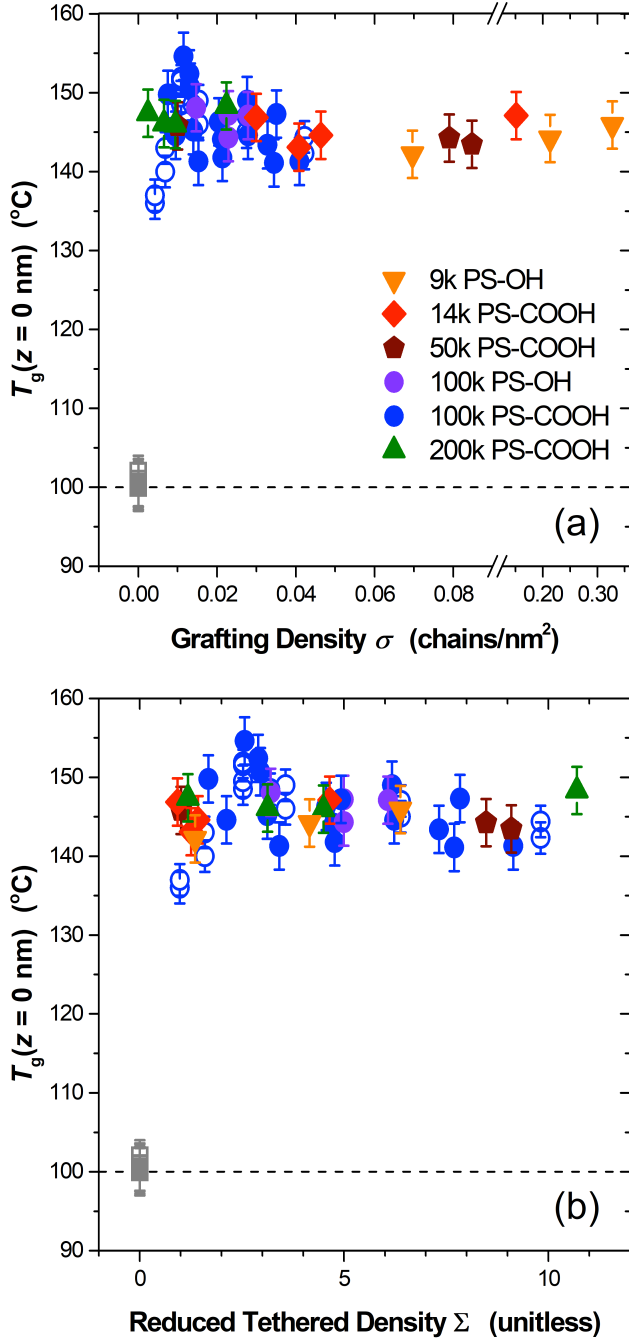 160
150
140
130
120
110
100
90
Tg(z = 0 nm) (°C)
9k PS-OH
14k PS-COOH
50k PS-COOH
100k PS-OH
100k PS-COOH
200k PS-COOH
(a)
0.00 0.02 0.04 0.06 0.08 0.20 0.30
Grafting Density σ (chains/nm²)
160
150
140
130
120
110
100
90
Tg(z = 0 nm) (°C)
(b)
0 5 10
Reduced Tethered Density Σ (unitless)